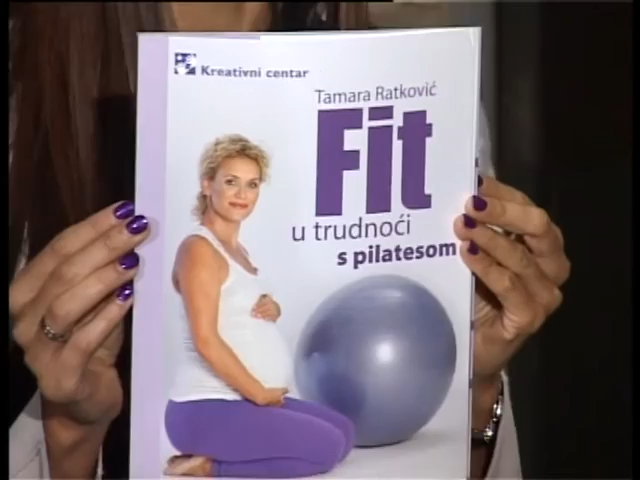 Kreativni centar
Tamara Ratković
Fit
u trudnoći
s pilatesom